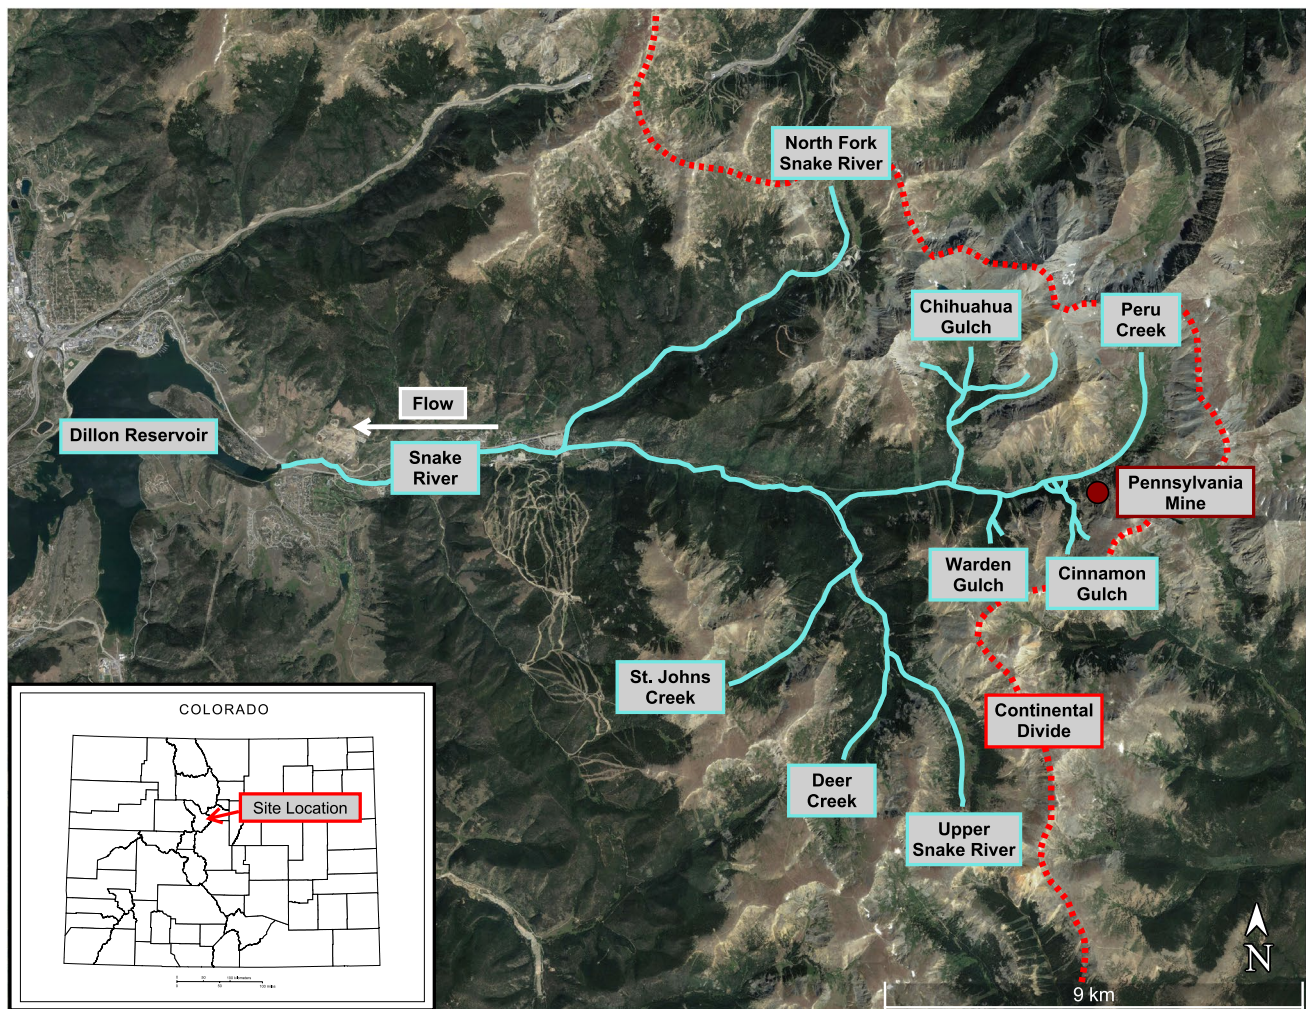 North Fork
Snake River
Chihuahua
Gulch
Peru
Creek
Flow
Dillon Reservoir
Snake
River
Pennsylvania
Mine
Warden
Gulch
Cinnamon
Gulch
St. Johns
Creek
Continental
Divide
Deer
Creek
Upper
Snake River
COLORADO
Site Location
N
9 km